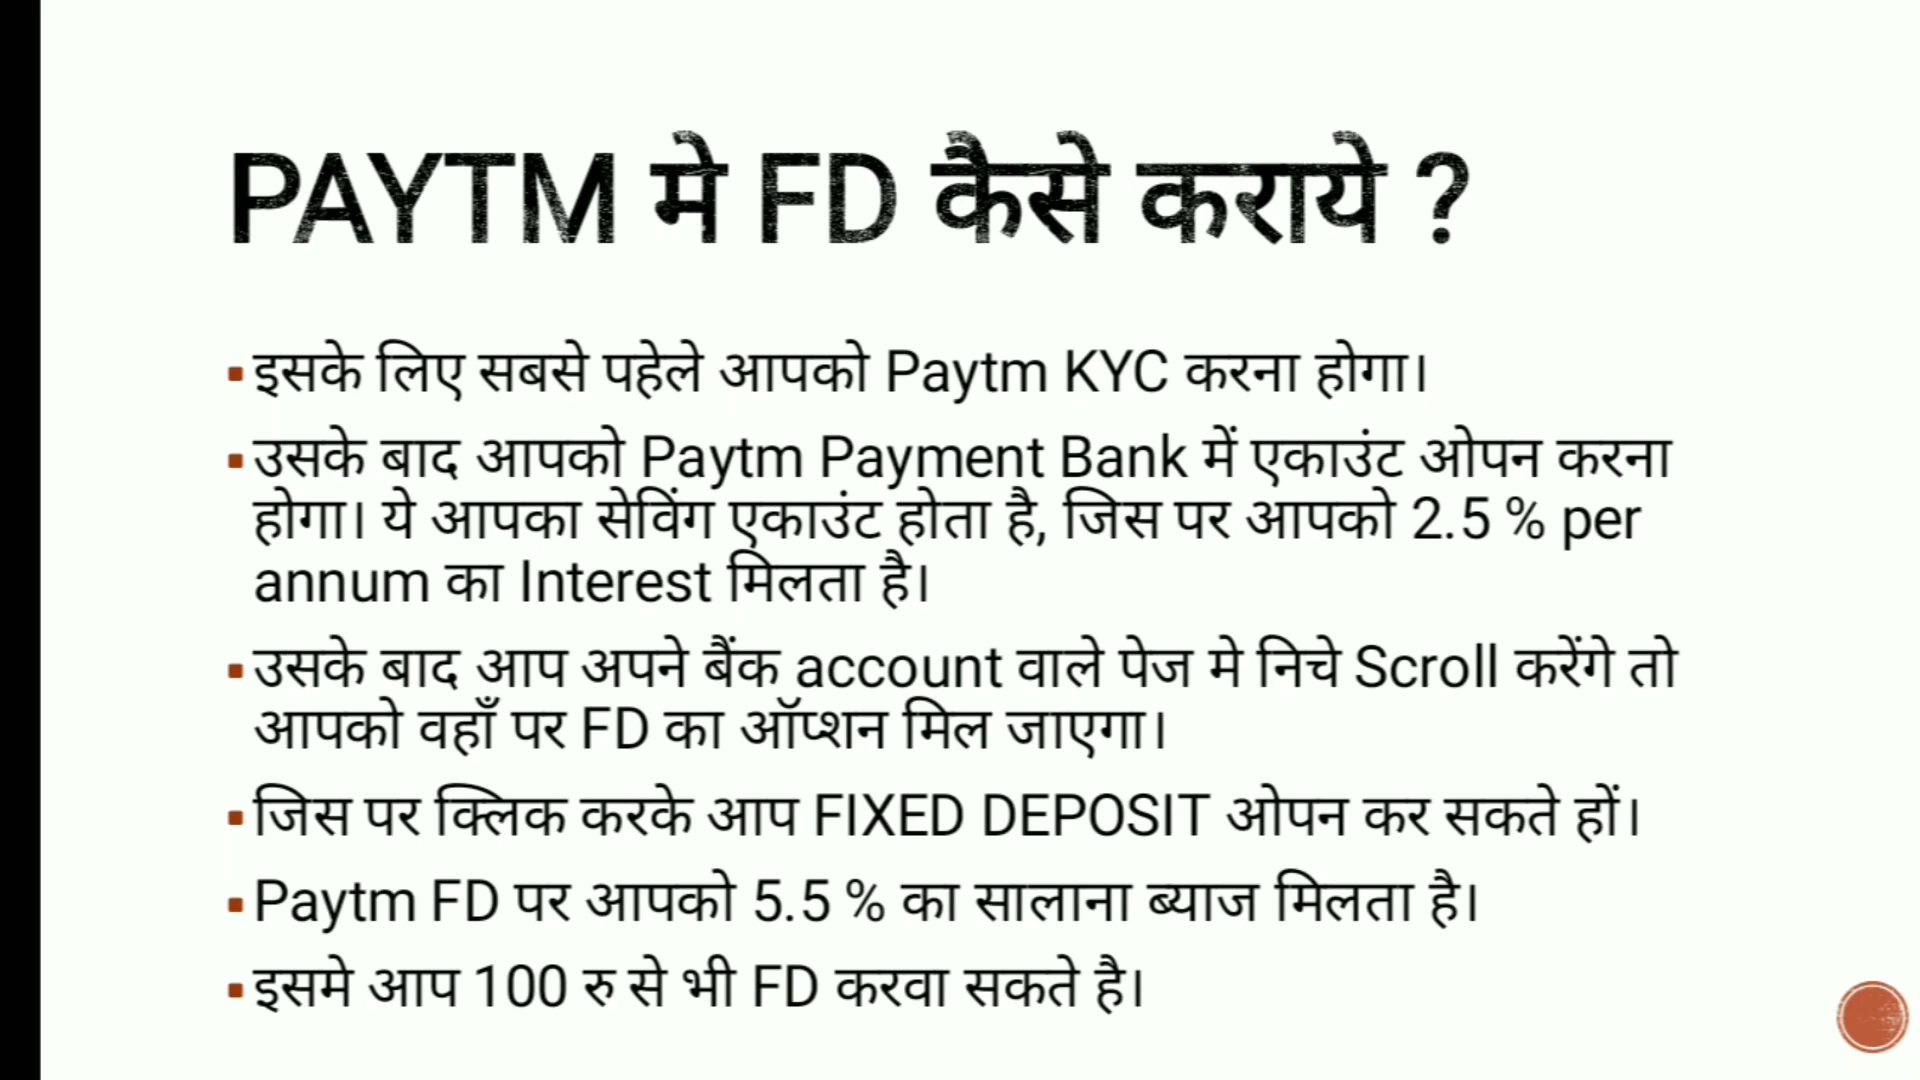 PAYTM मे FD कैसे कराये ?
▪ इसके लिए सबसे पहेले आपको Paytm KYC करना होगा।
▪ उसके बाद आपको Paytm Payment Bank में एकाउंट ओपन करना
होगा। ये आपका सेविंग एकाउंट होता है, जिस पर आपको 2.5 % per
annum का Interest मिलता है।
▪ उसके बाद आप अपने बैंक account वाले पेज मे निचे Scroll करेंगे तो
आपको वहाँ पर FD का ऑप्शन मिल जाएगा।
▪ जिस पर क्लिक करके आप FIXED DEPOSIT ओपन कर सकते हों।
▪ Paytm FD पर आपको 5.5 % का सालाना ब्याज मिलता है।
▪ इसमे आप 100 रु से भी FD करवा सकते है।